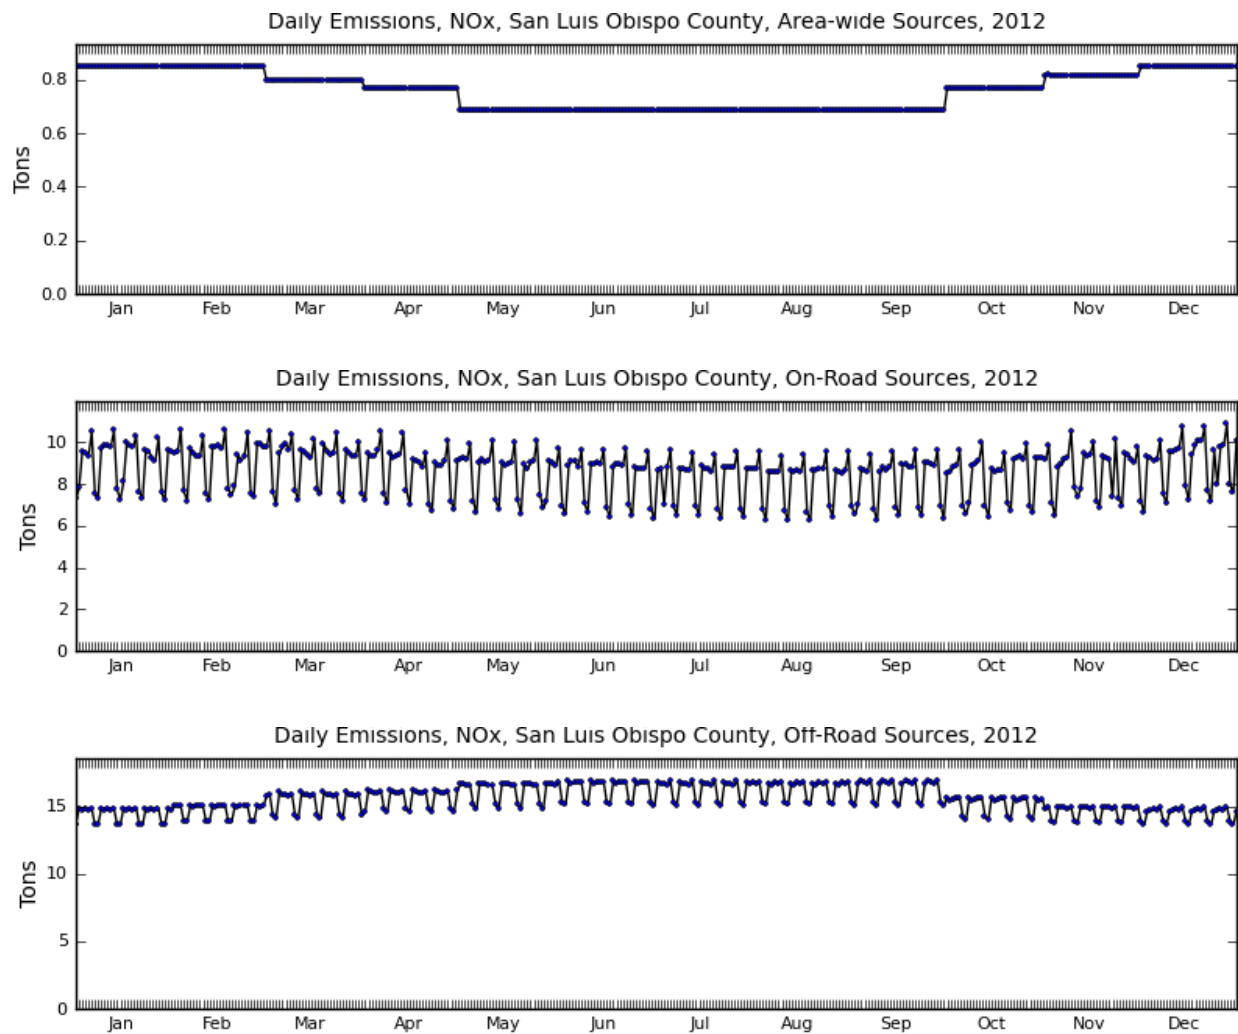 Daily Emissions, NOx, San Luis Obispo County, Area-wide Sources, 2012
0.8
0.6
0.4
0.2
0.0
Tons
Jan Feb Mar Apr May Jun Jul Aug Sep Oct Nov Dec
Daily Emissions, NOx, San Luis Obispo County, On-Road Sources, 2012
10
8
6
4
2
0
Tons
Jan Feb Mar Apr May Jun Jul Aug Sep Oct Nov Dec
Daily Emissions, NOx, San Luis Obispo County, Off-Road Sources, 2012
15
10
5
0
Tons
Jan Feb Mar Apr May Jun Jul Aug Sep Oct Nov Dec